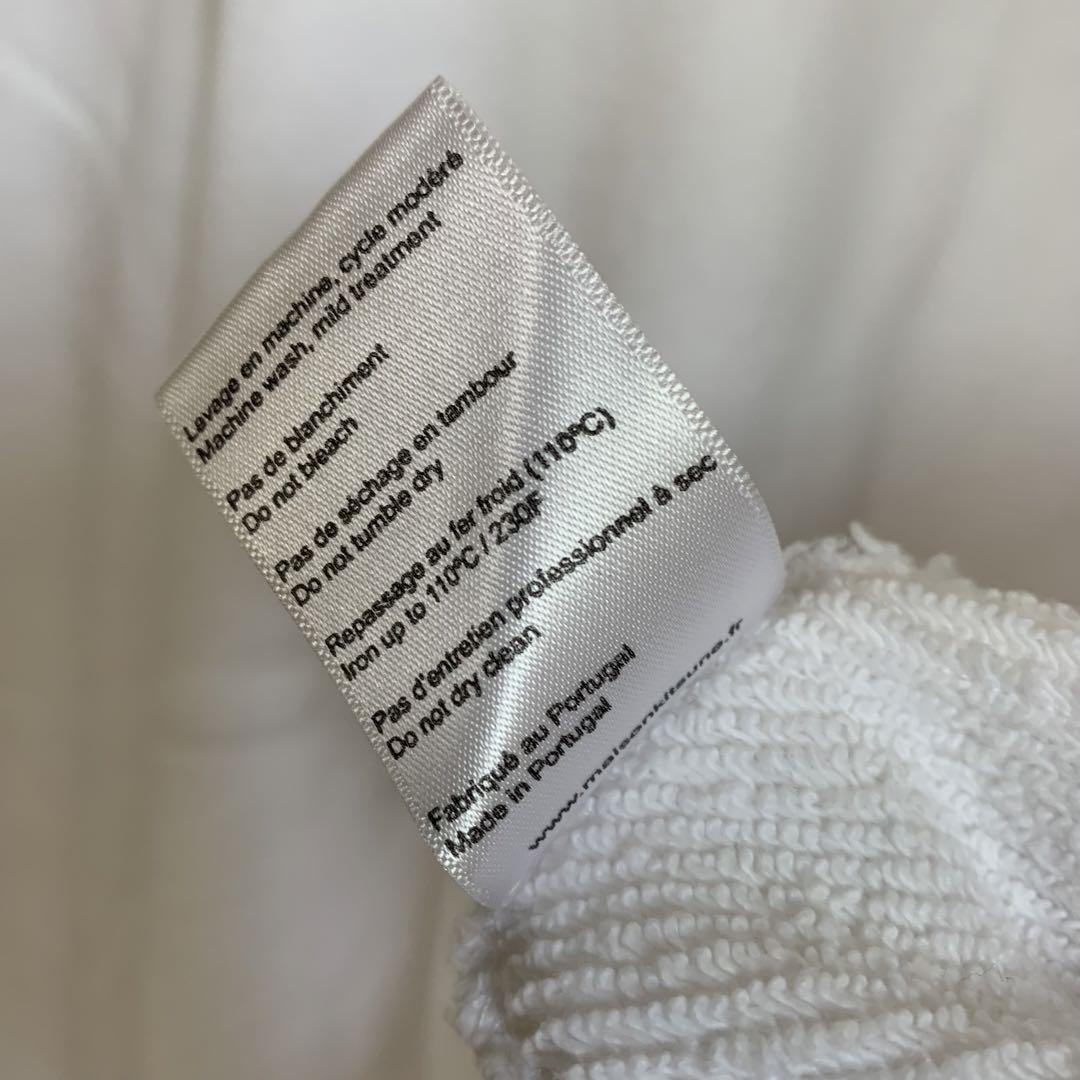 Lavage en machine, cycle modéré
Machine wash, mild treatment
Pas de blanchiment
Do not bleach
Pas de séchage en tambour
Do not tumble dry
Repassage au fer froid (110ºC)
Iron up to 110ºC / 230F
Pas d'entretien professionnel à sec
Do not dry clean
Fabriqué au Portugal
Made in Portugal
www.maisonkitsune.fr